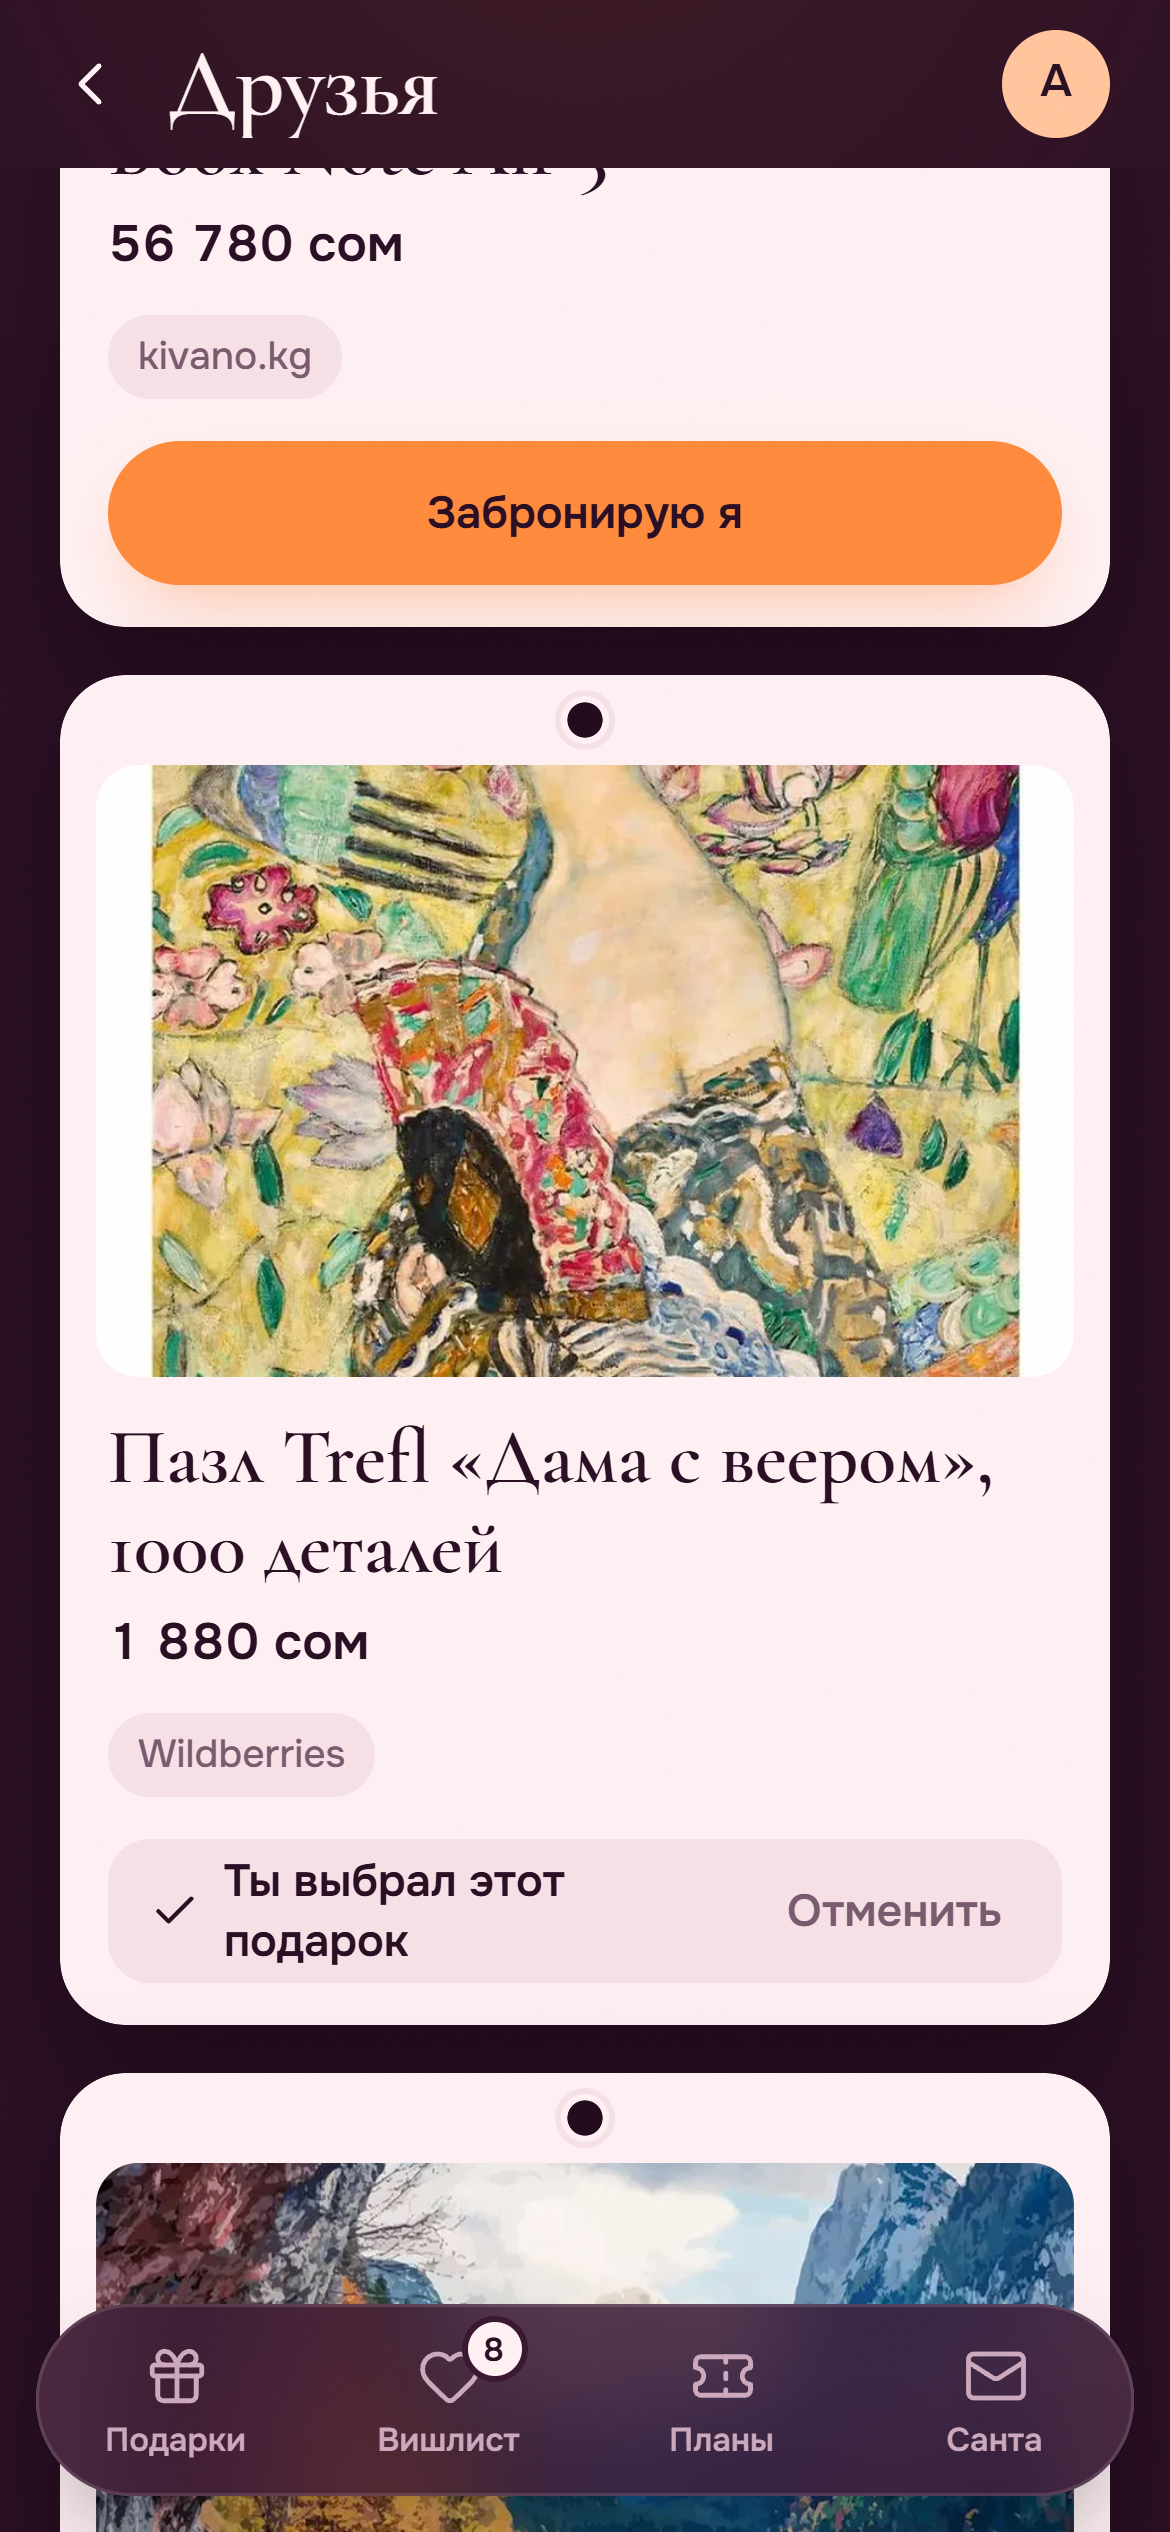 Друзья
A
56 780 сом
kivano.kg
Забронирую я
Пазл Trefl «Дама с веером»,
1000 деталей
1 880 сом
Wildberries
Ты выбрал этот
подарок
Отменить
8
Подарки
Вишлист
Планы
Санта